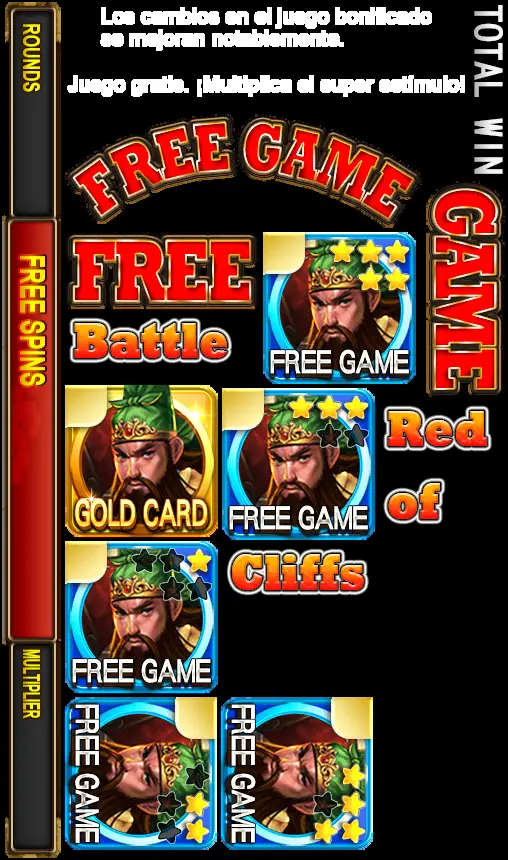 Los cambios en el juego bonificado
se mejoran notablemente.
Juego gratis. ¡Multiplica el super estímulo!
TOTAL WIN
ROUNDS
FREE GAME
GAME
FREE
FREE GAME
FREE SPINS
Battle
GOLD CARD
FREE GAME
Red
of
Cliffs
FREE GAME
MULTIPLIER
FREE GAME
FREE GAME